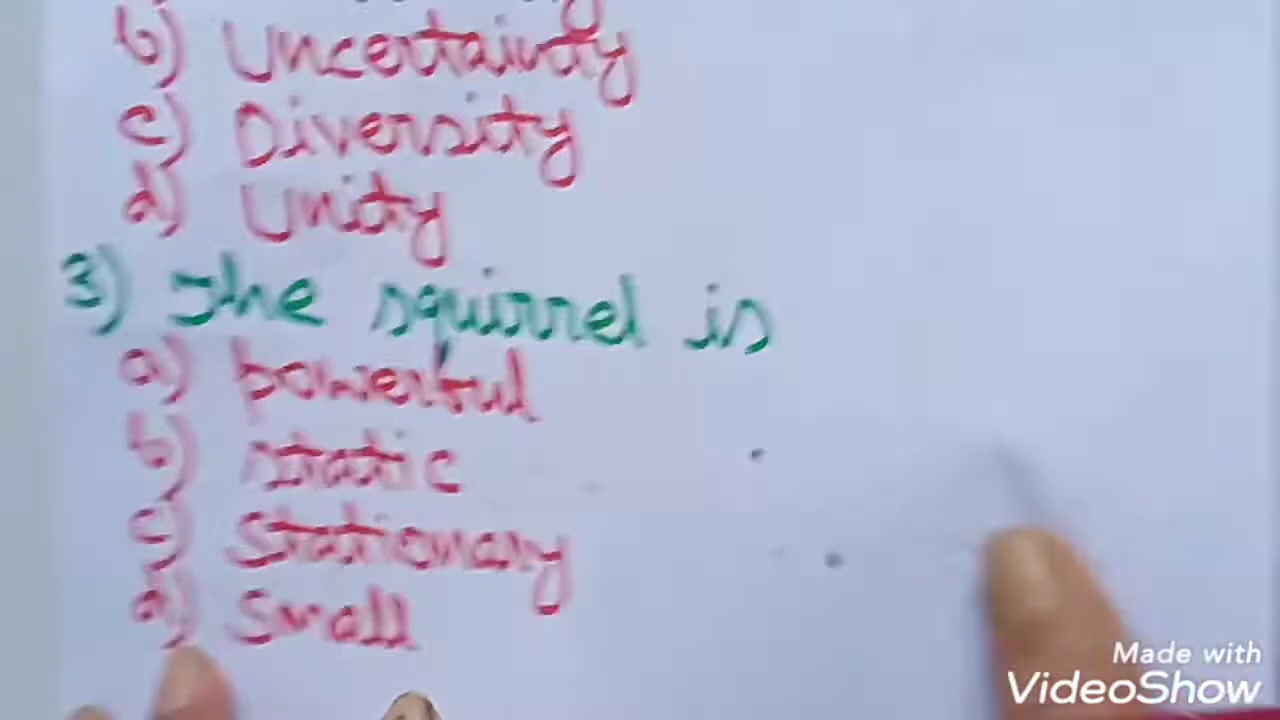 b) Uncertainty
c) Diversity
d) Unity
3) The squirrel is
a) powerful
b) static
c) Stationary
d) Small
Made with
VideoShow